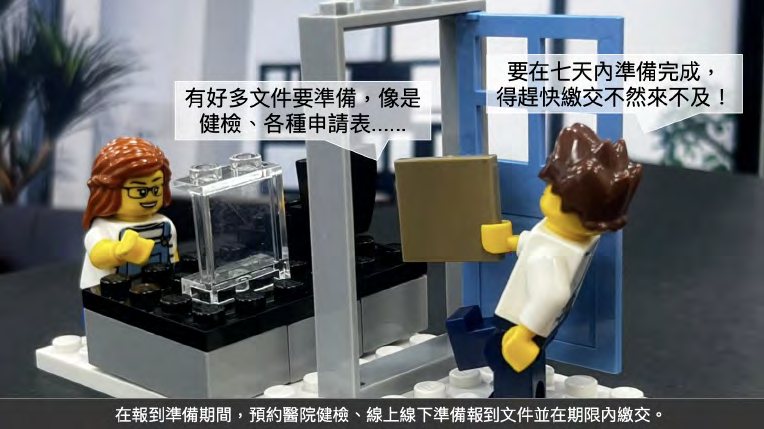 有好多文件要準備，像是
健檢、各種申請表......
要在七天內準備完成，
得趕快繳交不然來不及！
在報到準備期間，預約醫院健檢、線上線下準備報到文件並在期限內繳交。